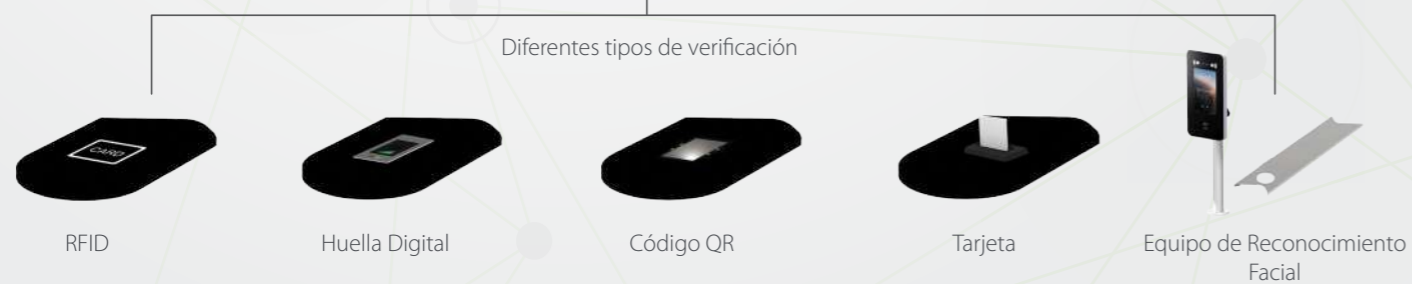 Diferentes tipos de verificación
CARD
RFID
Huella Digital
Código QR
Tarjeta
Equipo de Reconocimiento
Facial